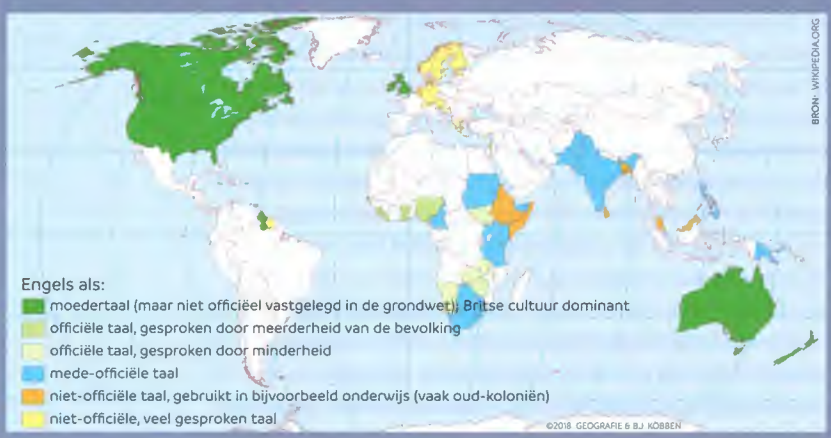 BRON: WIKIPEDIA.ORG
Engels als:
moedertaal (maar niet officiëel vastgelegd in de grondwet); Britse cultuur dominant
officiële taal, gesproken door meerderheid van de bevolking
officiële taal, gesproken door minderheid
mede-officiële taal
niet-officiële taal, gebruikt in bijvoorbeeld onderwijs (vaak oud-koloniën)
niet-officiële, veel gesproken taal
©2018 GEOGRAFIE & BJ KÖBBEN